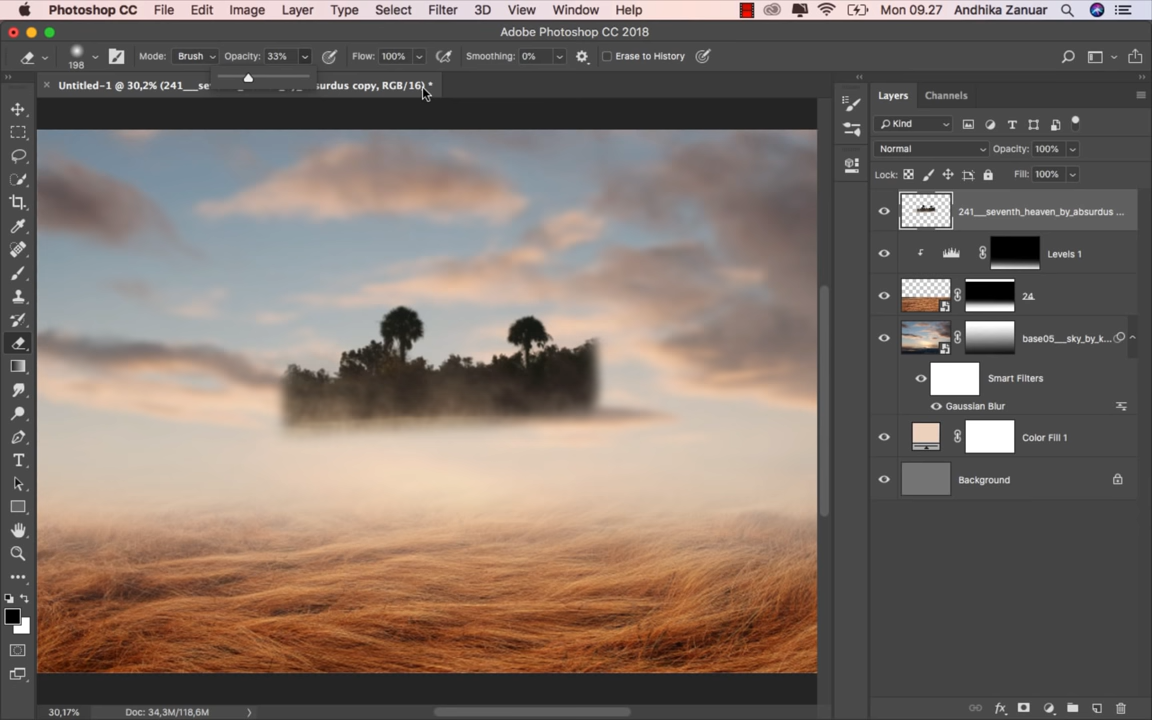 Photoshop CC File Edit Image Layer Type Select Filter 3D View Window Help Mon 09.27 Andhika Zanuar
Adobe Photoshop CC 2018
198 Mode: Brush Opacity: 33% Flow: 100% Smoothing: 0% Erase to History
Untitled-1 @ 30,2% (241__se surdus copy, RGB/16) *
Layers Channels
Kind
Normal Opacity: 100%
Lock: Fill: 100%
241__seventh_heaven_by_absurdus ...
Levels 1
24.
base05__sky_by_k...
Smart Filters
Gaussian Blur
Color Fill 1
Background
30,17% Doc: 34,3M/118,6M